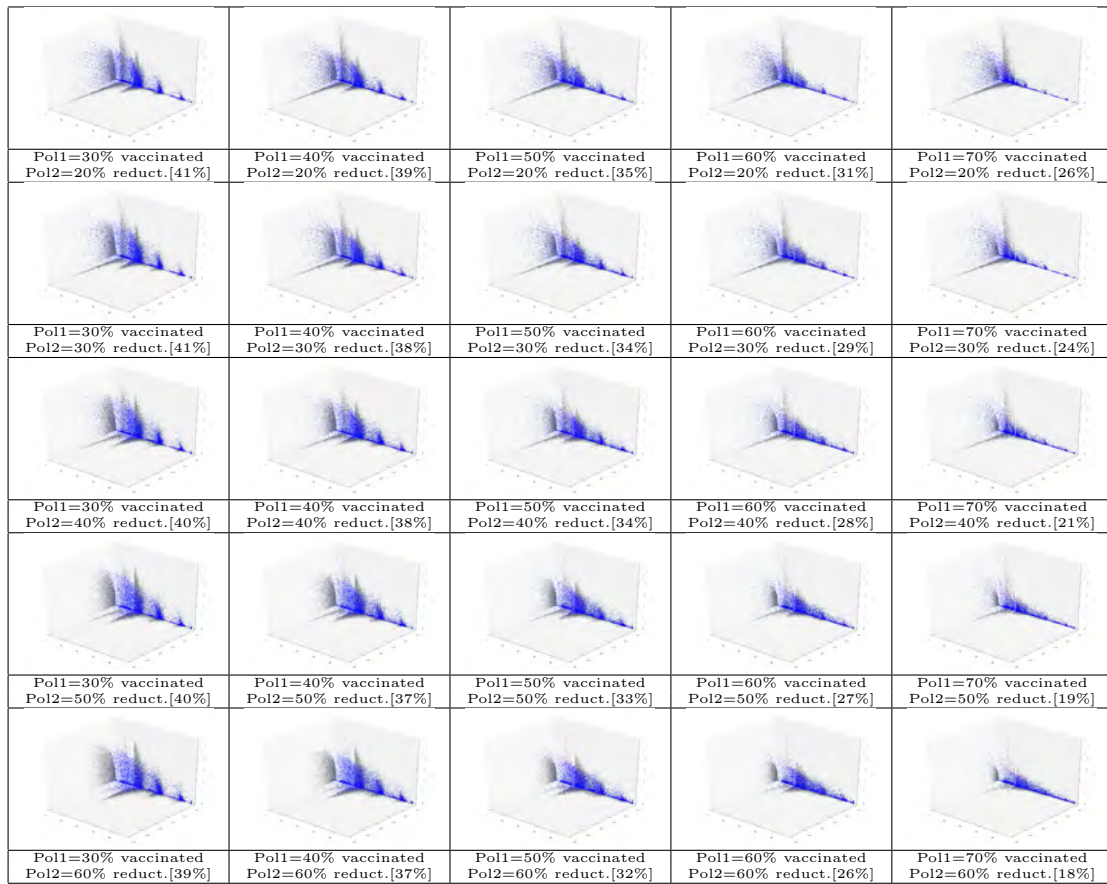 Pol1=30% vaccinated
Pol2=20% reduct.[41%]
Pol1=40% vaccinated
Pol2=20% reduct.[39%]
Pol1=50% vaccinated
Pol2=20% reduct.[35%]
Pol1=60% vaccinated
Pol2=20% reduct.[31%]
Pol1=70% vaccinated
Pol2=20% reduct.[26%]
Pol1=30% vaccinated
Pol2=30% reduct.[41%]
Pol1=40% vaccinated
Pol2=30% reduct.[38%]
Pol1=50% vaccinated
Pol2=30% reduct.[34%]
Pol1=60% vaccinated
Pol2=30% reduct.[29%]
Pol1=70% vaccinated
Pol2=30% reduct.[24%]
Pol1=30% vaccinated
Pol2=40% reduct.[40%]
Pol1=40% vaccinated
Pol2=40% reduct.[38%]
Pol1=50% vaccinated
Pol2=40% reduct.[34%]
Pol1=60% vaccinated
Pol2=40% reduct.[28%]
Pol1=70% vaccinated
Pol2=40% reduct.[21%]
Pol1=30% vaccinated
Pol2=50% reduct.[40%]
Pol1=40% vaccinated
Pol2=50% reduct.[37%]
Pol1=50% vaccinated
Pol2=50% reduct.[33%]
Pol1=60% vaccinated
Pol2=50% reduct.[27%]
Pol1=70% vaccinated
Pol2=50% reduct.[19%]
Pol1=30% vaccinated
Pol2=60% reduct.[39%]
Pol1=40% vaccinated
Pol2=60% reduct.[37%]
Pol1=50% vaccinated
Pol2=60% reduct.[32%]
Pol1=60% vaccinated
Pol2=60% reduct.[26%]
Pol1=70% vaccinated
Pol2=60% reduct.[18%]